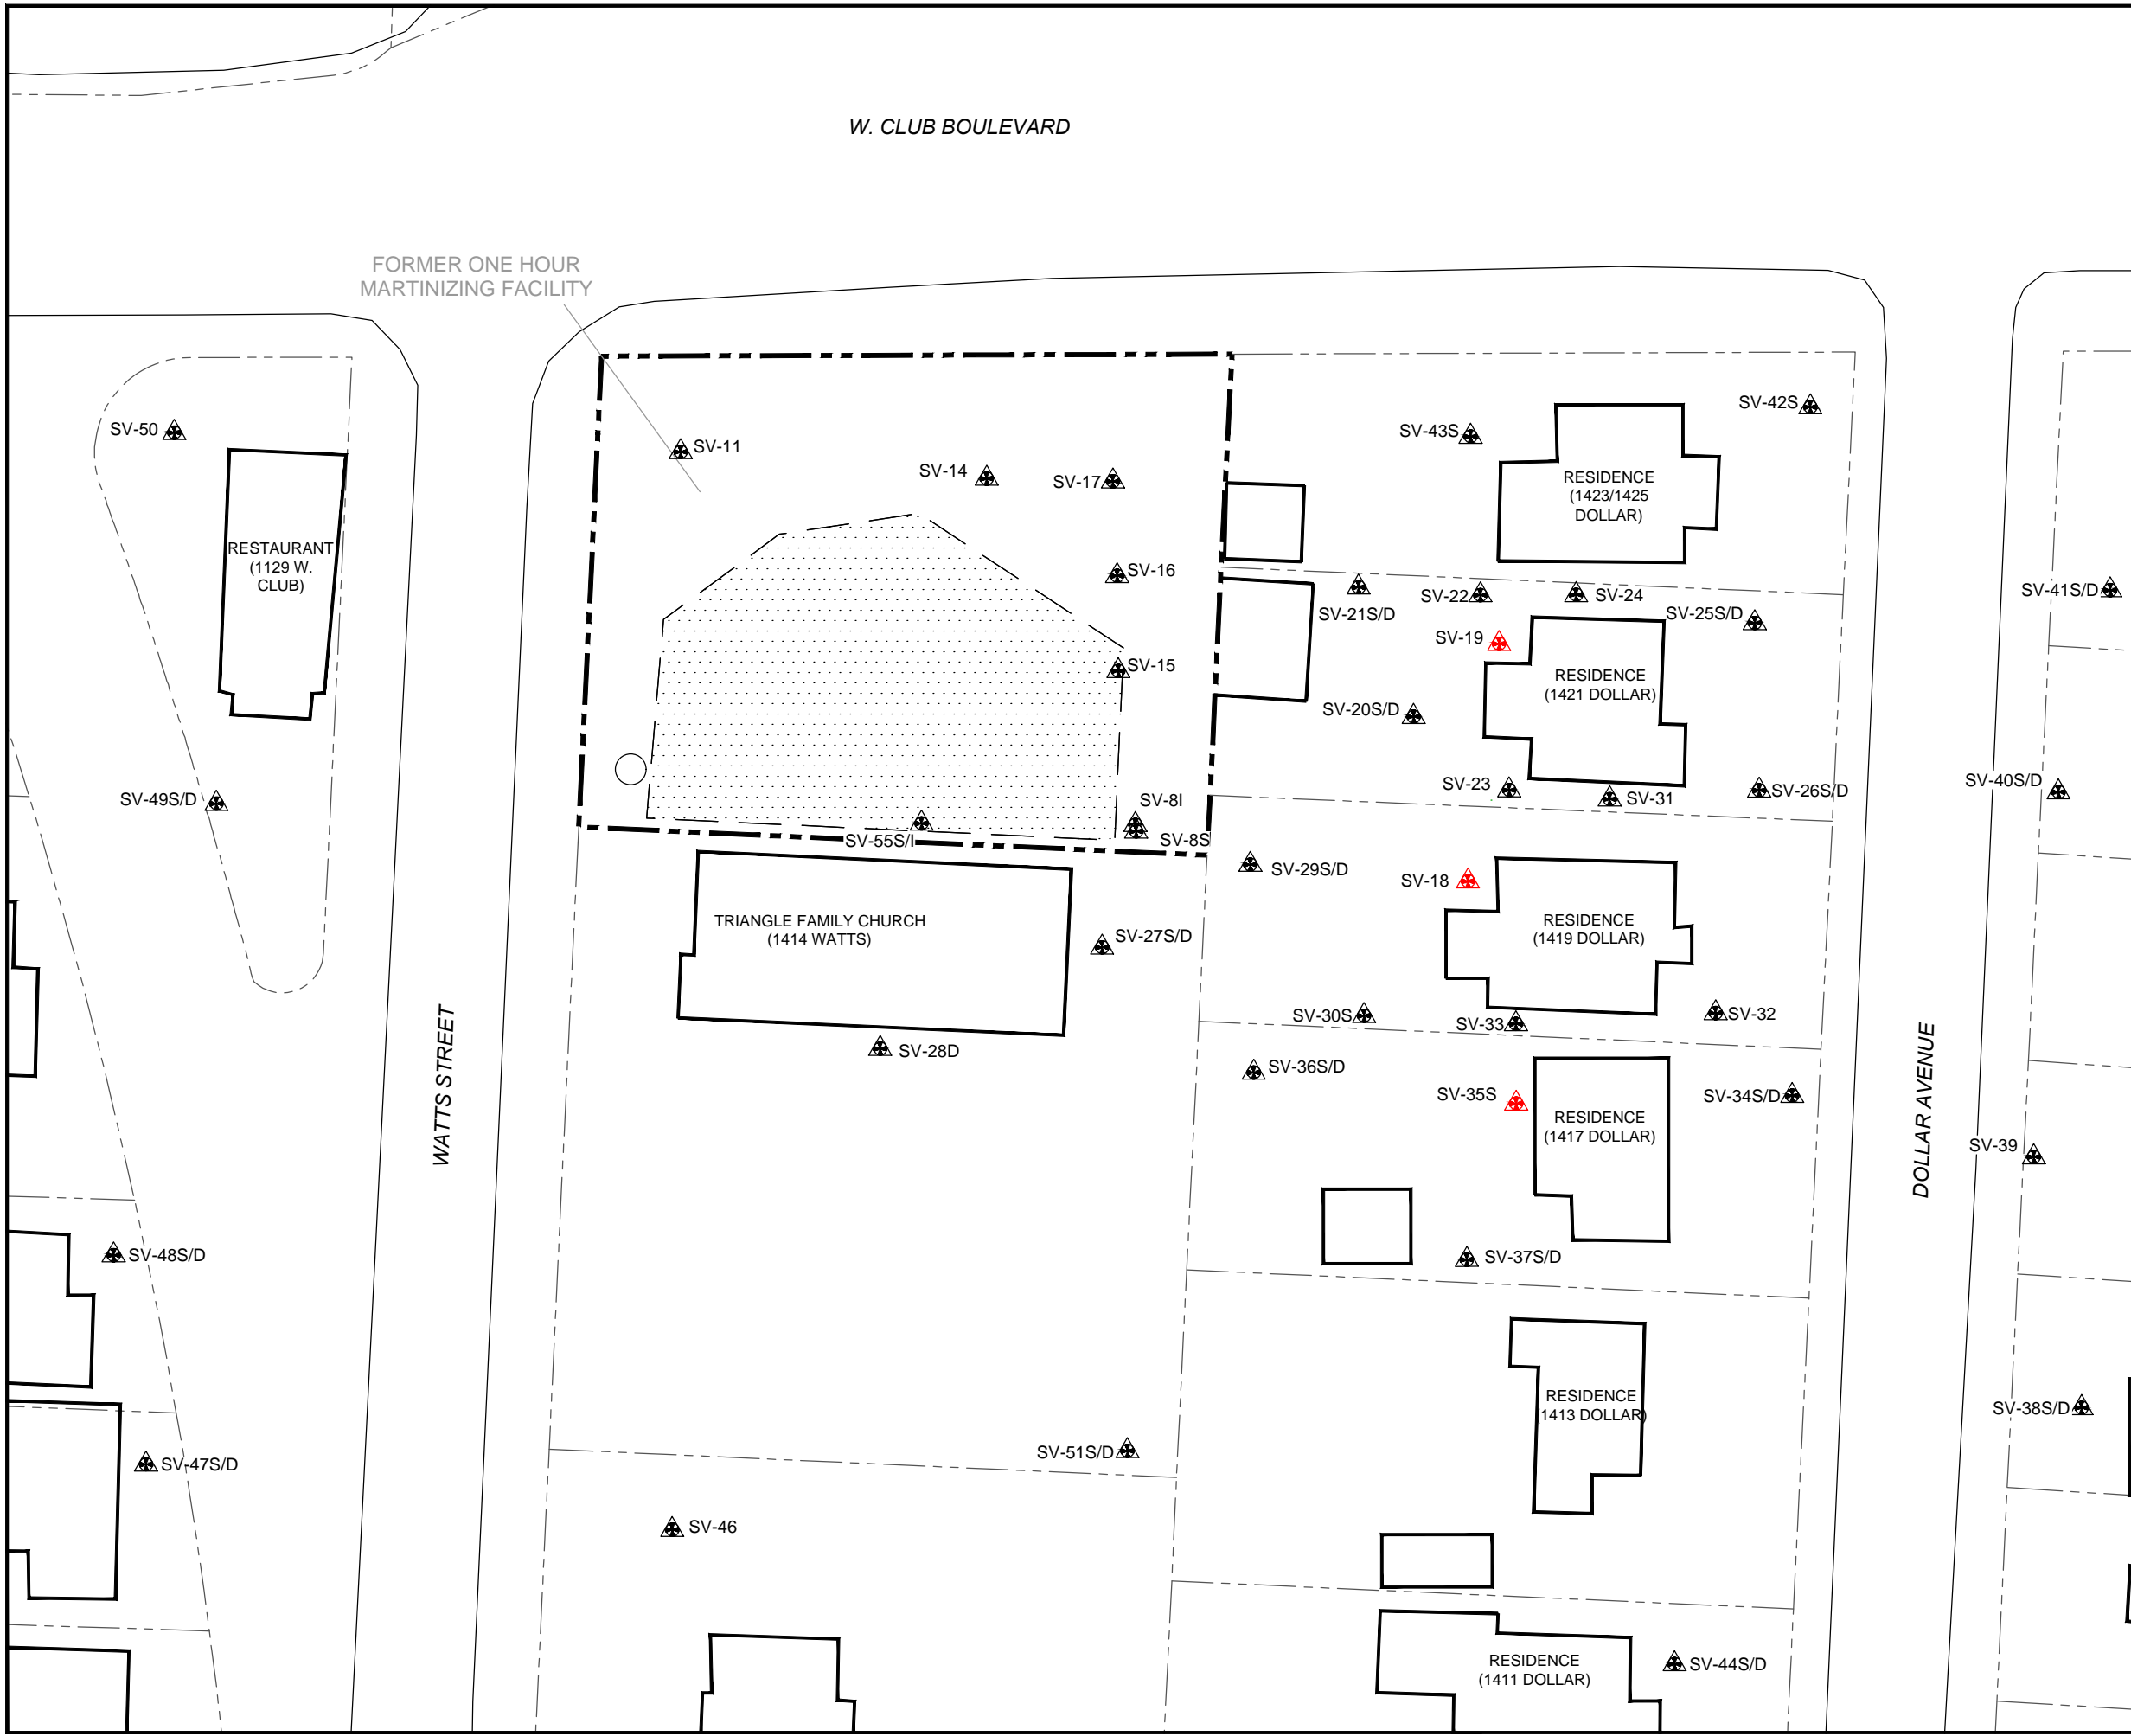 W. CLUB BOULEVARD
FORMER ONE HOUR
MARTINIZING FACILITY
SV-50
SV-11
SV-14
SV-17
SV-43S
SV-42S
RESIDENCE
(1423/1425
DOLLAR)
RESTAURANT
(1129 W.
CLUB)
SV-16
SV-21S/D
SV-22
SV-24
SV-25S/D
SV-41S/D
SV-19
SV-15
RESIDENCE
(1421 DOLLAR)
SV-20S/D
SV-49S/D
SV-23
SV-31
SV-26S/D
SV-40S/D
SV-8I
SV-8S
SV-55S/I
SV-29S/D
SV-18
TRIANGLE FAMILY CHURCH
(1414 WATTS)
SV-27S/D
RESIDENCE
(1419 DOLLAR)
SV-30S
SV-33
SV-32
SV-28D
WATTS STREET
DOLLAR AVENUE
SV-36S/D
SV-35S
SV-34S/D
RESIDENCE
(1417 DOLLAR)
SV-39
SV-48S/D
SV-37S/D
RESIDENCE
(1413 DOLLAR)
SV-38S/D
SV-51S/D
SV-47S/D
SV-46
RESIDENCE
(1411 DOLLAR)
SV-44S/D